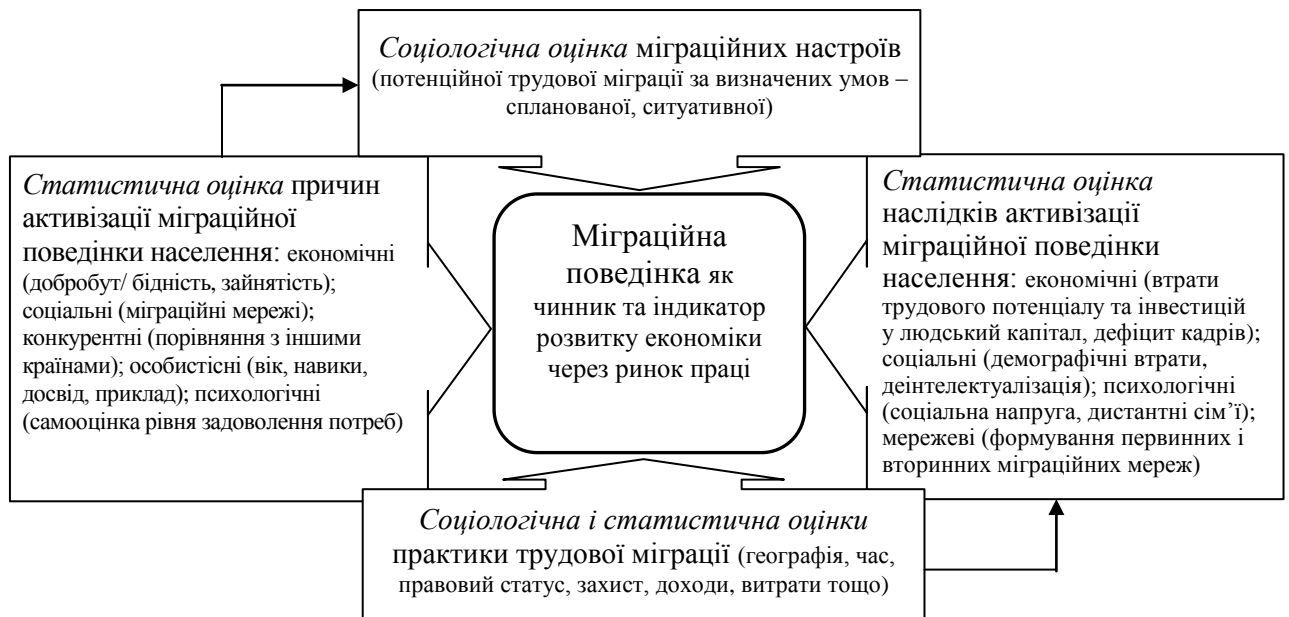 Соціологічна оцінка міграційних настроїв
(потенційної трудової міграції за визначених умов –
спланованої, ситуативної)
Статистична оцінка причин
активізації міграційної
поведінки населення: економічні
(добробут/ бідність, зайнятість);
соціальні (міграційні мережі);
конкурентні (порівняння з іншими
країнами); особистісні (вік, навики,
досвід, приклад); психологічні
(самооцінка рівня задоволення потреб)
Міграційна
поведінка як
чинник та індикатор
розвитку економіки
через ринок праці
Статистична оцінка
наслідків активізації
міграційної поведінки
населення: економічні (втрати
трудового потенціалу та інвестицій
у людський капітал, дефіцит кадрів);
соціальні (демографічні втрати,
деінтелектуалізація); психологічні
(соціальна напруга, дистантні сім’ї);
мережеві (формування первинних і
вторинних міграційних мереж)
Соціологічна і статистична оцінки
практики трудової міграції (географія, час,
правовий статус, захист, доходи, витрати тощо)